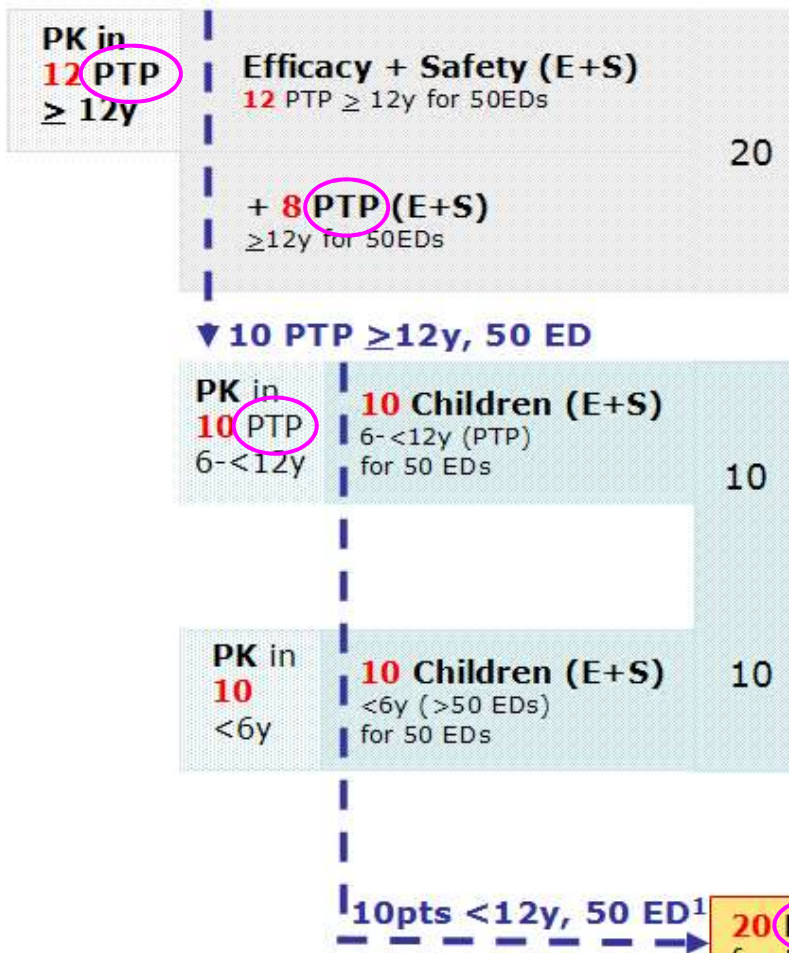 PK in
12 PTP
≥ 12y
Efficacy + Safety (E+S)
12 PTP ≥ 12y for 50EDs
20
+ 8 PTP (E+S)
≥12y for 50EDs
10 PTP ≥12y, 50 ED
PK in
10 PTP
6-<12y
10 Children (E+S)
6-<12y (PTP)
for 50 EDs
10
PK in
10
<6y
10 Children (E+S)
<6y (>50 EDs)
for 50 EDs
10
10pts <12y, 50 ED¹
20